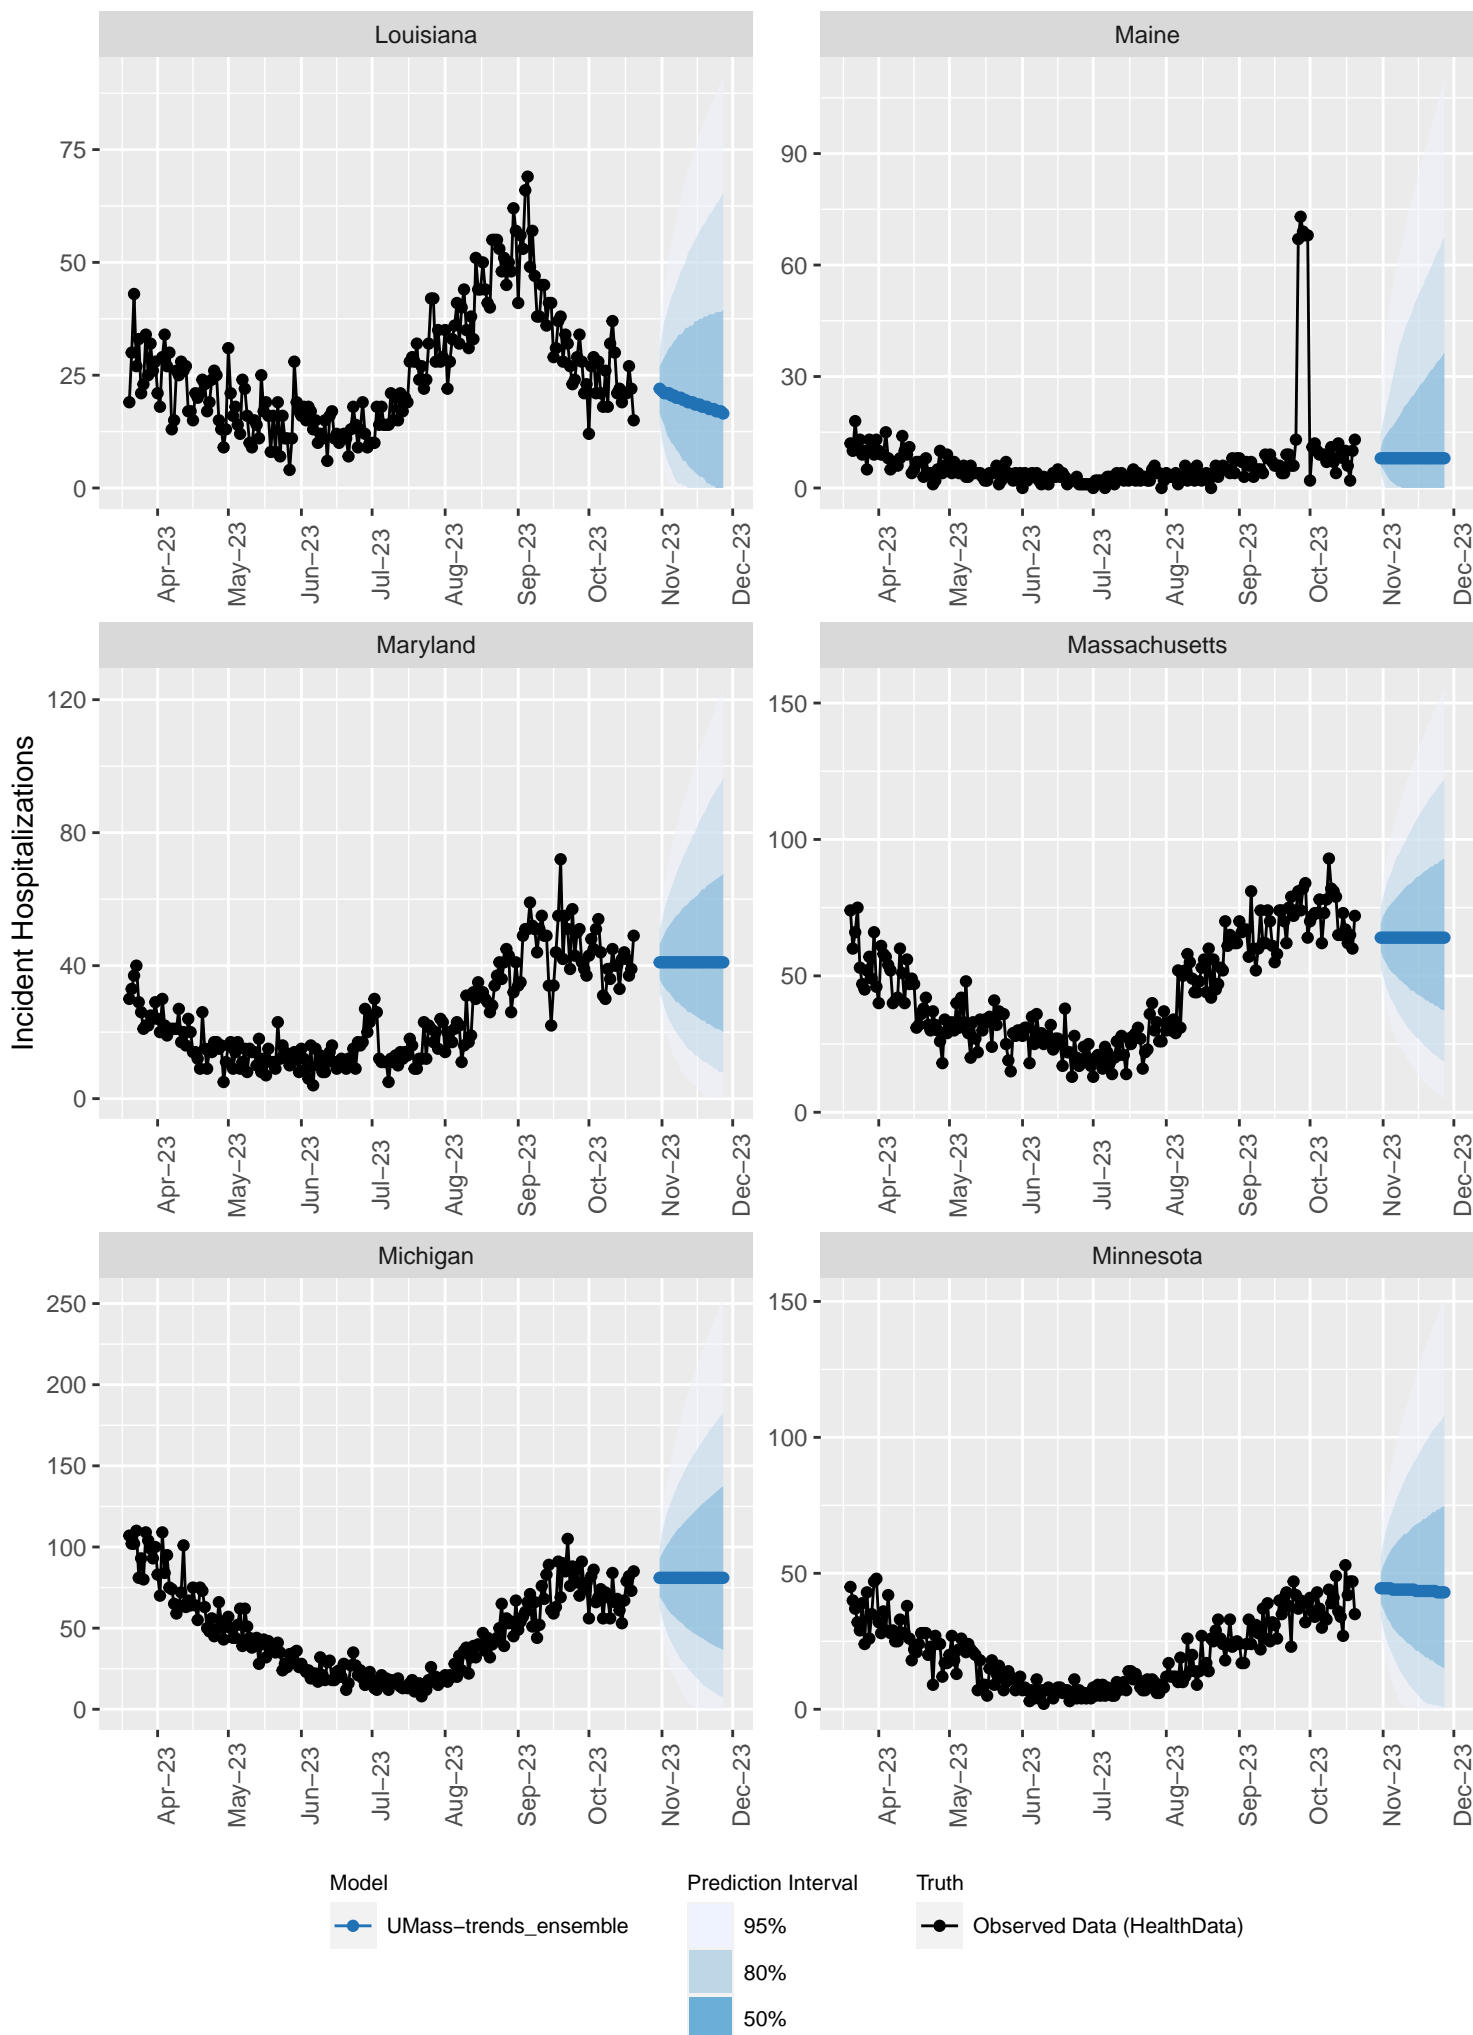 Louisiana Maine
75
50
25
0
90
60
30
0
Apr−23 May−23 Jun−23 Jul−23 Aug−23 Sep−23 Oct−23 Nov−23 Dec−23
Apr−23 May−23 Jun−23 Jul−23 Aug−23 Sep−23 Oct−23 Nov−23 Dec−23
Maryland Massachusetts
Incident Hospitalizations
120
80
40
0
150
100
50
0
Apr−23 May−23 Jun−23 Jul−23 Aug−23 Sep−23 Oct−23 Nov−23 Dec−23
Apr−23 May−23 Jun−23 Jul−23 Aug−23 Sep−23 Oct−23 Nov−23 Dec−23
Michigan Minnesota
250
200
150
100
50
0
150
100
50
0
Apr−23 May−23 Jun−23 Jul−23 Aug−23 Sep−23 Oct−23 Nov−23 Dec−23
Apr−23 May−23 Jun−23 Jul−23 Aug−23 Sep−23 Oct−23 Nov−23 Dec−23
Model
UMass−trends_ensemble
Prediction Interval
95%
80%
50%
Truth
Observed Data (HealthData)